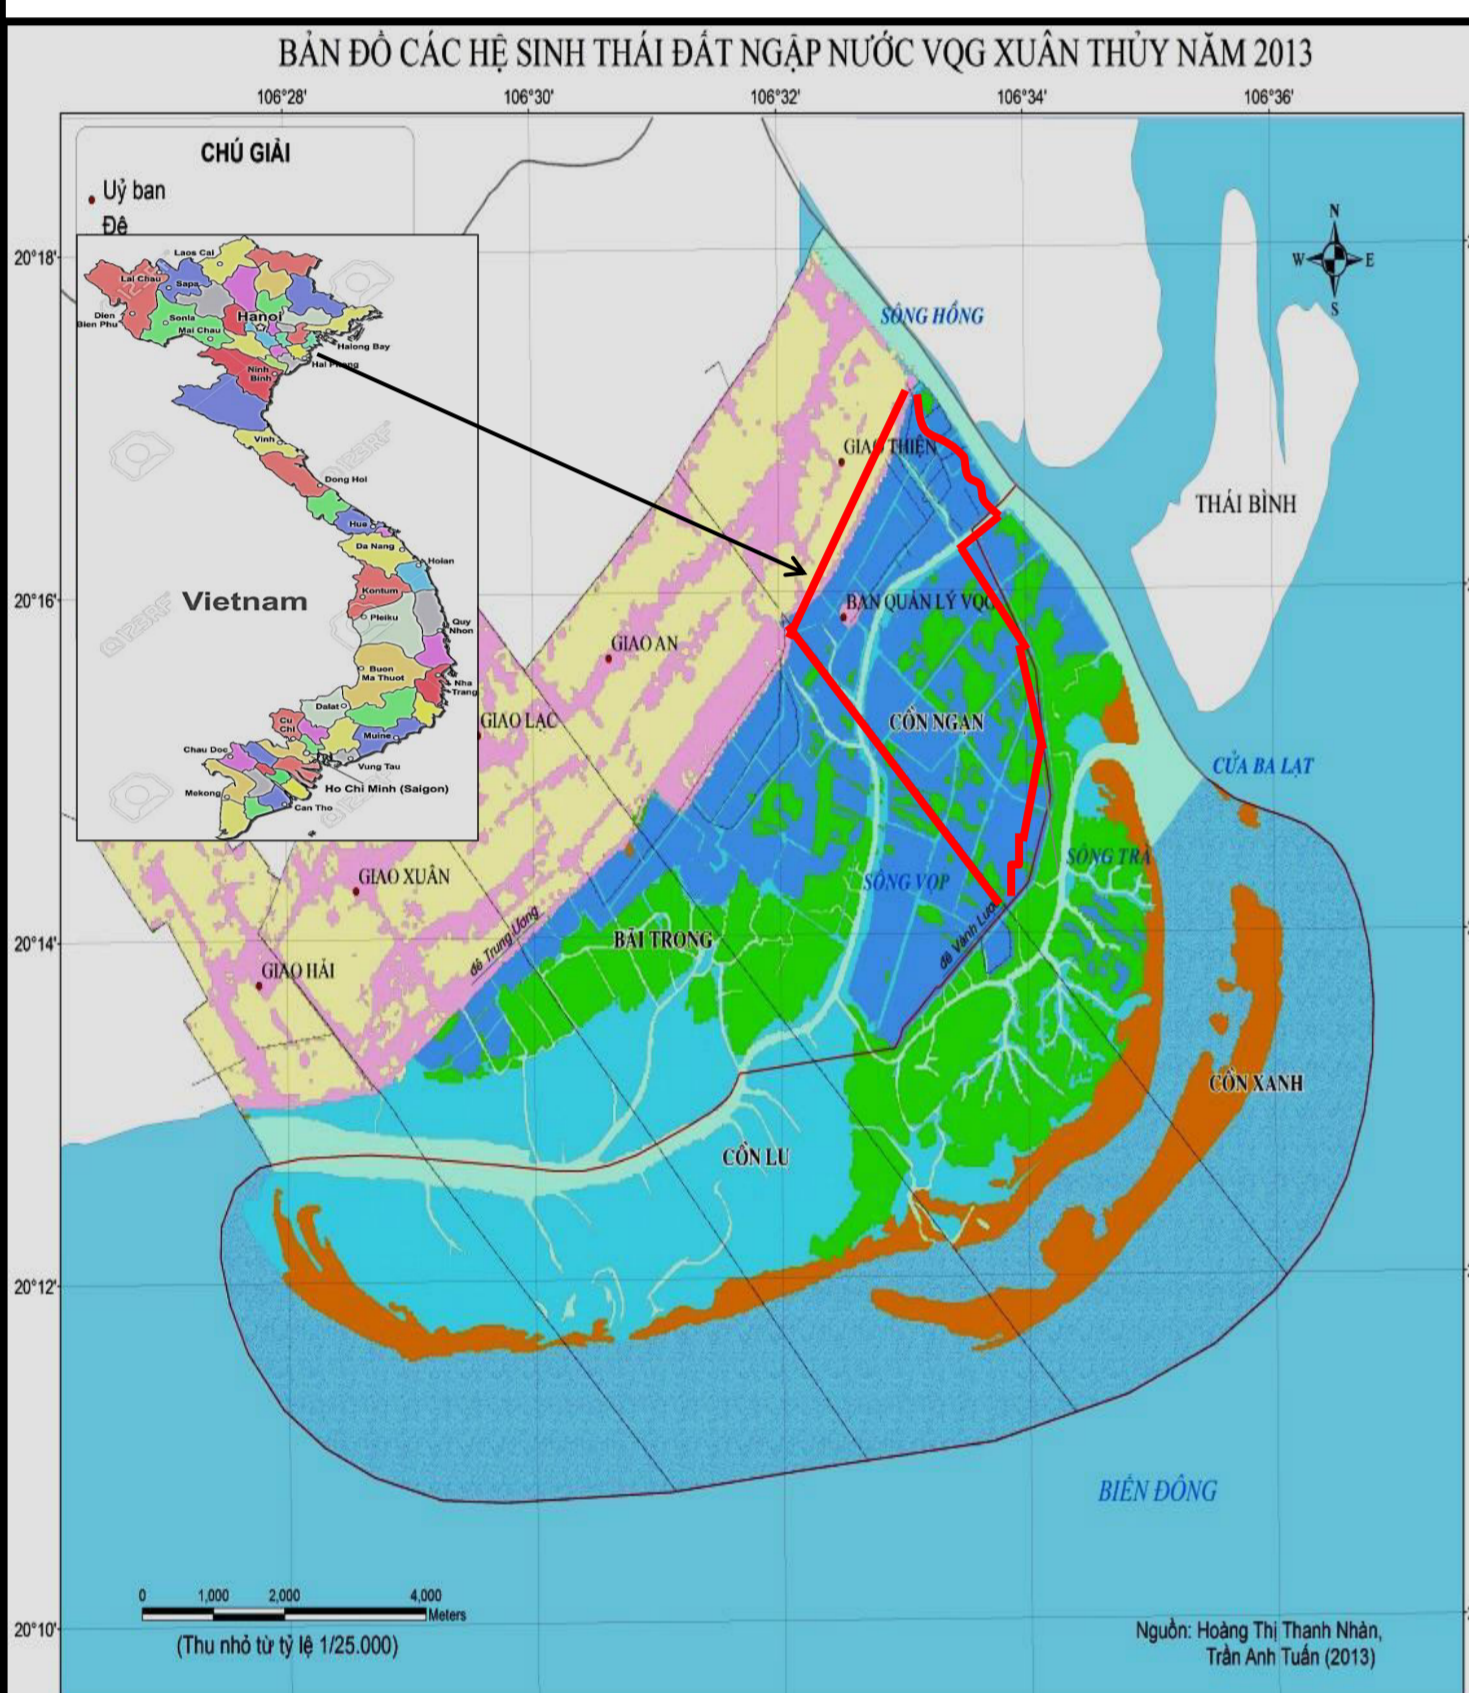 BẢN ĐỒ CÁC HỆ SINH THÁI ĐẤT NGẬP NƯỚC VQG XUÂN THỦY NĂM 2013
106°28' 106°30' 106°32' 106°34' 106°36'
CHÚ GIẢI
Uỷ ban
Đê
Laos Cai
Lai Chau
Sapa
Dien
Bien Phu
Sonla
Mai Chau
Hanoi
Halong Bay
Ninh
Binh
Vinh
Dong Hoi
Hue
Da Nang
Hoian
Kontum
Pleiku
Vietnam
Quy
Nhon
Buon
Ma Thuot
Nha
Trang
Dalat
Cu
Chi
Muine
Chau Doc
Vung Tau
Ho Chi Minh (Saigon)
Mekong
Can Tho
N
W E
S
20°18'
SÔNG HỒNG
GIAO THIỆN
THÁI BÌNH
20°16'
BAN QUẢN LÝ VQG
GIAO AN
GIAO LẠC
CỒN NGẠN
CỬA BA LẠT
SÔNG TRÀ
GIAO XUÂN
SÔNG VỌP
đê Vành Lược
BÃI TRONG
đê Trung Ương
20°14'
GIAO HẢI
CỒN XANH
CỒN LU
20°12'
BIỂN ĐÔNG
0 1,000 2,000 4,000
Meters
(Thu nhỏ từ tỷ lệ 1/25.000)
20°10'
Nguồn: Hoàng Thị Thanh Nhàn,
Trần Anh Tuấn (2013)